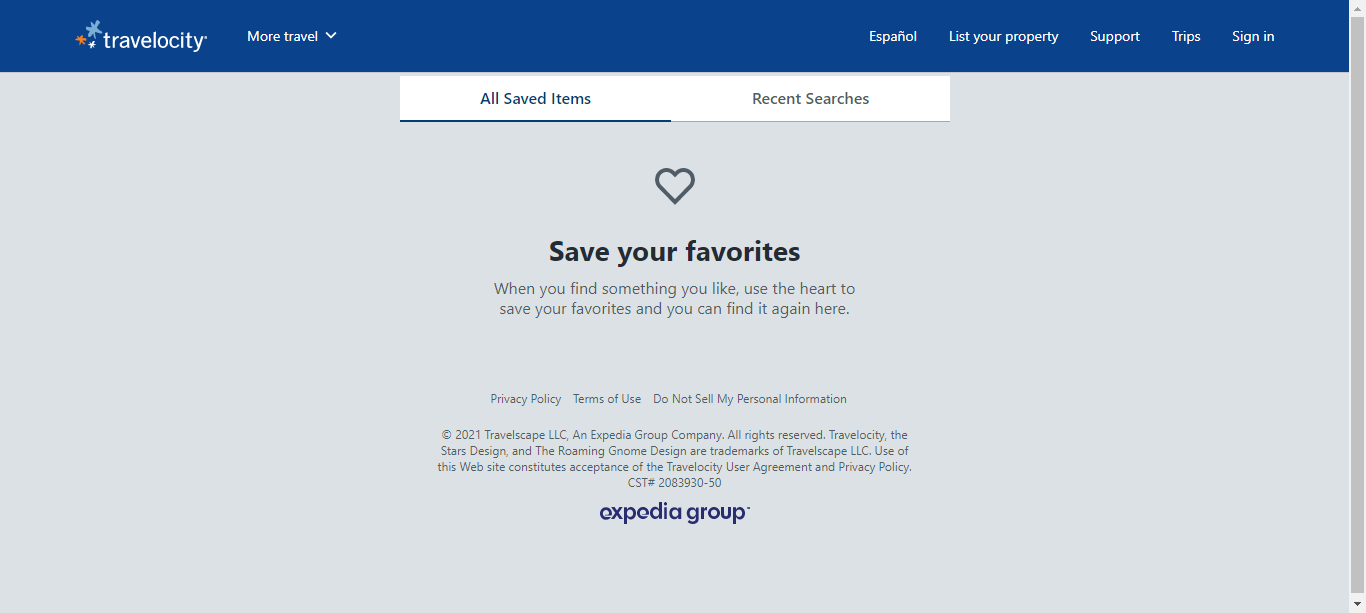 travelocity
More travel
Español
List your property
Support
Trips
Sign in
All Saved Items
Recent Searches
Save your favorites
When you find something you like, use the heart to
save your favorites and you can find it again here.
Privacy Policy
Terms of Use
Do Not Sell My Personal Information
© 2021 Travelscape LLC, An Expedia Group Company. All rights reserved. Travelocity, the
Stars Design, and The Roaming Gnome Design are trademarks of Travelscape LLC. Use of
this Web site constitutes acceptance of the Travelocity User Agreement and Privacy Policy.
CST# 2083930-50
expedia group